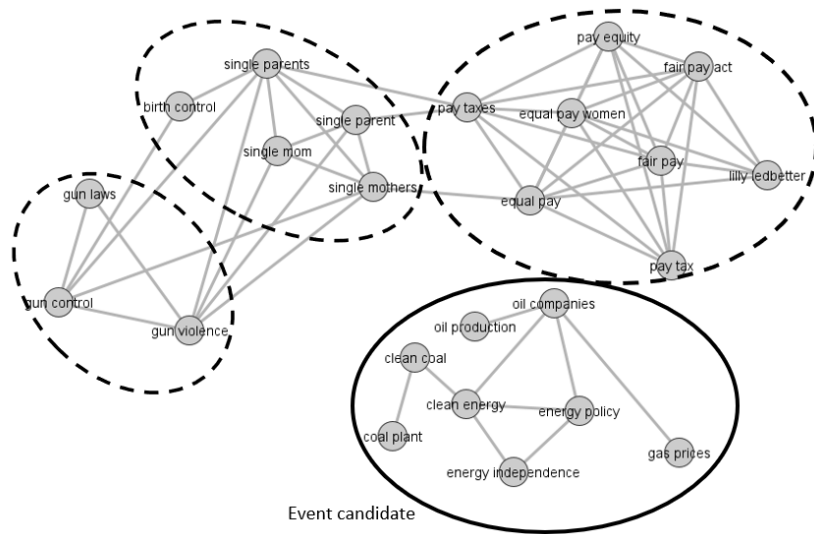 pay equity
single parents
fair pay act
birth control
pay taxes
single parent
equal pay women
single mom
fair pay
lilly ledbetter
single mothers
gun laws
equal pay
pay tax
gun control
oil companies
gun violence
oil production
clean coal
clean energy
energy policy
coal plant
gas prices
energy independence
Event candidate